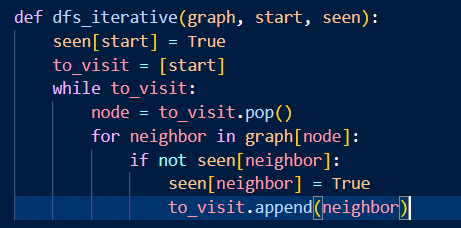 def dfs_iterative(graph, start, seen):
    seen[start] = True
    to_visit = [start]
    while to_visit:
        node = to_visit.pop()
        for neighbor in graph[node]:
            if not seen[neighbor]:
                seen[neighbor] = True
                to_visit.append(neighbor)